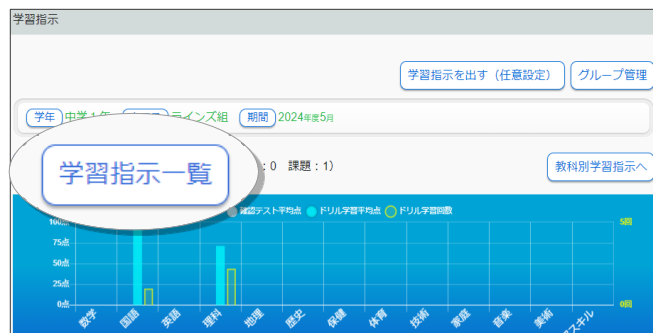 学習指示
学習指示を出す（任意設定） グループ管理
学年 中学1年 ラインズ組 期間 2024年度5月
学習指示一覧 :0 課題：1） 教科別学習指示へ
確認テスト平均点 ドリル学習平均点 ドリル学習回数
100点 5回
75点
50点
25点
0点 0回
数学 国語 英語 理科 地理 歴史 保健 体育 技術 家庭 音楽 美術 スキル